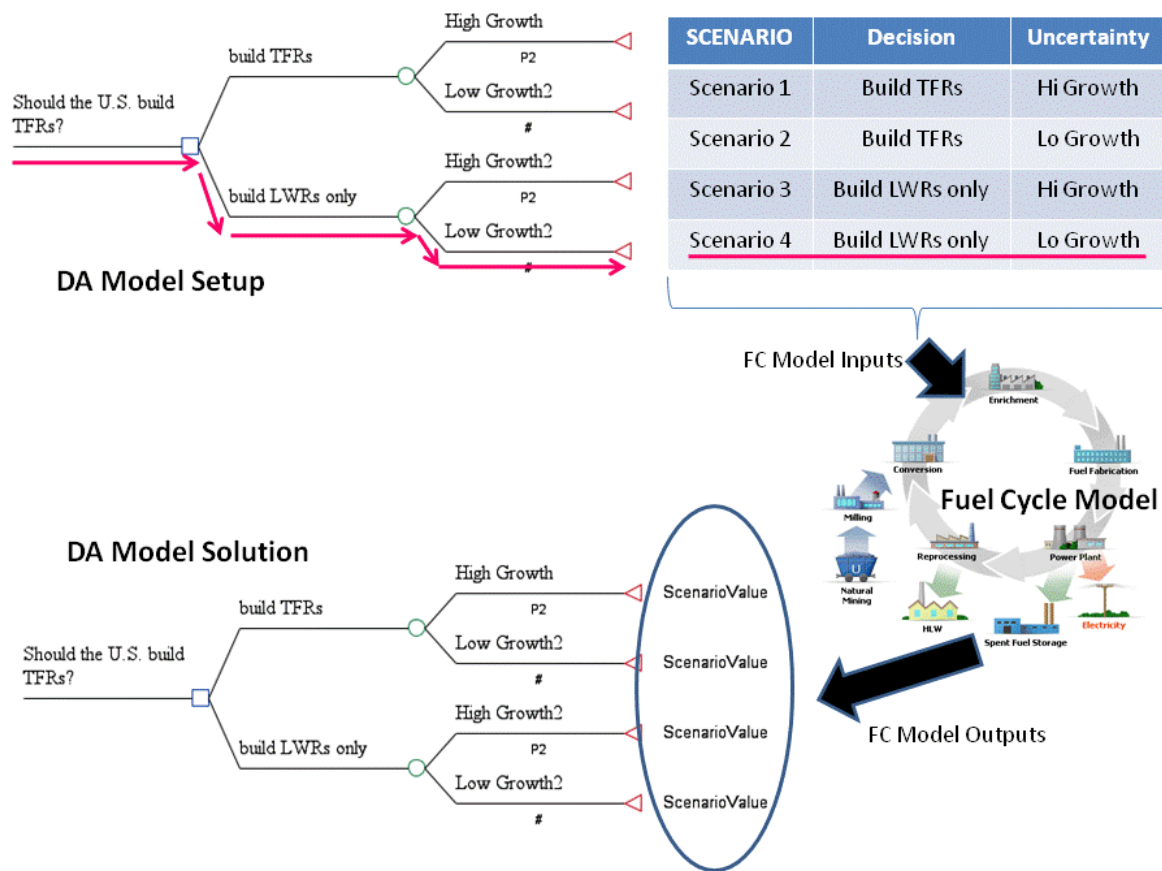 High Growth
P2
build TFRs
Low Growth2
#
Should the U.S. build
TFRs?
High Growth2
P2
build LWRs only
Low Growth2
#
DA Model Setup
SCENARIO Decision Uncertainty
Scenario 1 Build TFRs Hi Growth
Scenario 2 Build TFRs Lo Growth
Scenario 3 Build LWRs only Hi Growth
Scenario 4 Build LWRs only Lo Growth
FC Model Inputs
Enrichment
Conversion
Fuel Fabrication
Fuel Cycle Model
Milling
Reprocessing
Power Plant
U
Natural
Mining
HLW
Spent Fuel Storage
Electricity
FC Model Outputs
DA Model Solution
High Growth
P2
ScenarioValue
build TFRs
Low Growth2
#
ScenarioValue
Should the U.S. build
TFRs?
High Growth2
P2
ScenarioValue
build LWRs only
Low Growth2
#
ScenarioValue